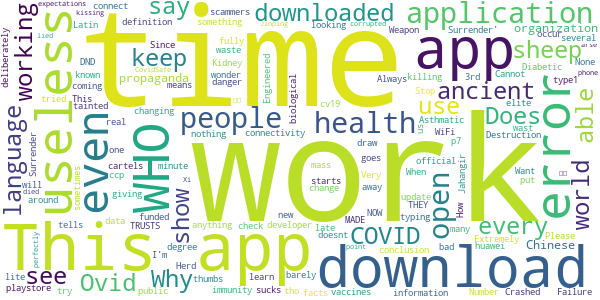 say
downloaded
application
scammers
connect
Latin
definition
something
looking
corrupted
expectations
kissing
Jinping
lied
organization
working
Since
fully
Weapon
Surrender
occur
several
deliberately
DND
keep
Kidney
waste
CovidSafe
Always
None
phone
useless
time
app
sheep
known
propaganda
wonder
danger
killing
3rd
Cannot
Diabetic
ancient
coming
tried
This
means
Engineered
biological
language
even
WHO
people
health
use
Does
able
tainted
real
changing
nothing
connectivity
cv19
Asthmatic
us
elite
Destruction
type1
Surrender
cartels
one
minute
draw
mass
WiFi
wast
error
will
died
around
show
giving
funded
Stop
goes
official
p7
Want
put
world
This app
work
open
every
starts
away
Very
change
When
typing
How
Jahangir
Xi
tells
data
anything
new
developer
late
THEY
update
NOW
MADE
many
COVID
Chinese
see
Ovid
Why
TRUSTS
check
doesnt
conclusion
huawei
Please
ccp
I'm
degree
thumbs
learn
barely
bad
download
lite
sometimes
Herd
immunity
tho
facts
information
Extremely
Number
Crashed
Failure
playstore
try
perfectly
public
sucks
vaccines
point